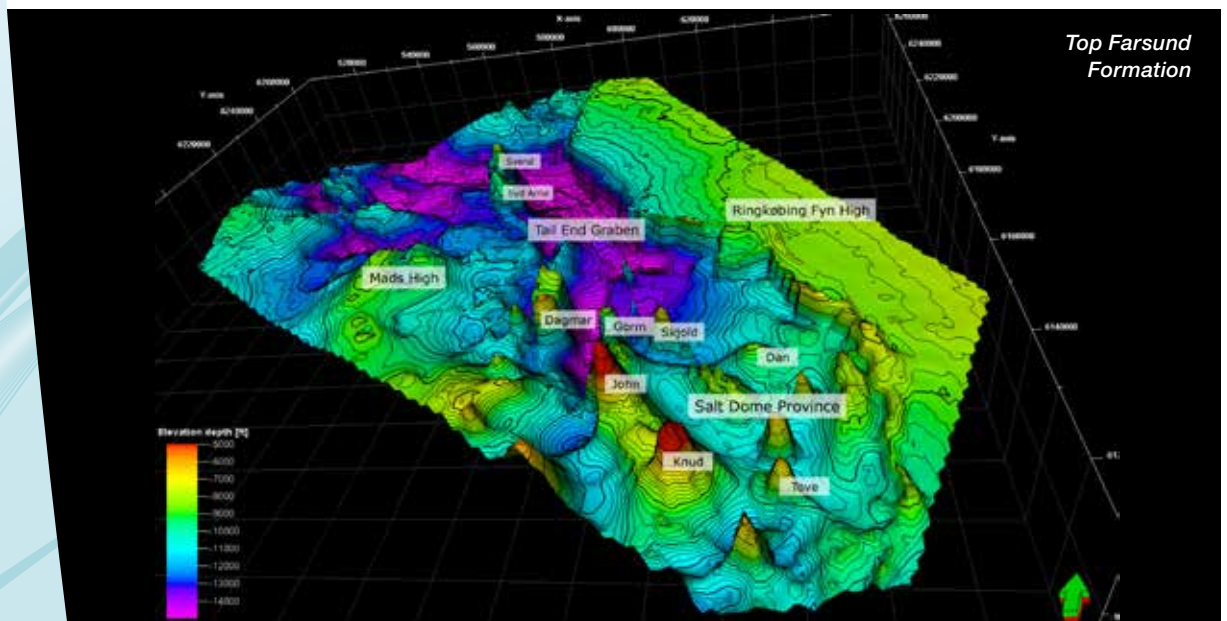 Top Farsund
Formation
X-axis
Y-axis
Y-axis
Svend
Syd Arne
Tail End Graben
Ringkøbing Fyn High
Mads High
Dagmar
Gorm
Skjold
Dan
John
Salt Dome Province
Knud
Tove
Elevation depth [ft]
-5000
-6000
-7000
-8000
-9000
-10000
-11000
-12000
-13000
-14000